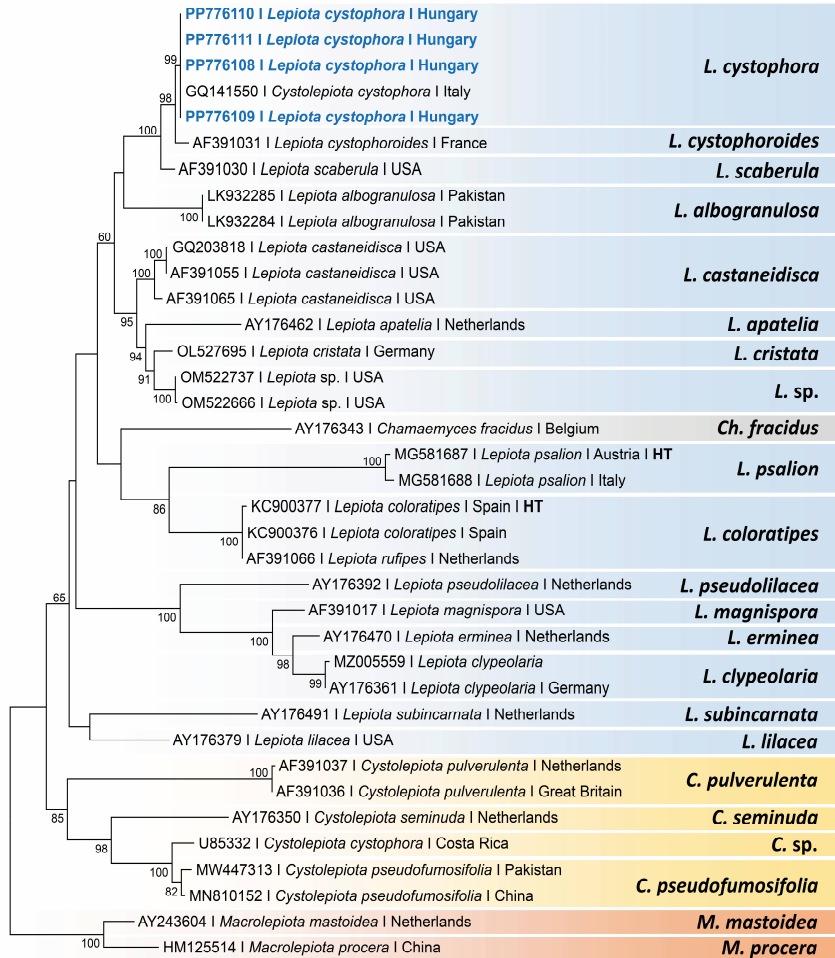 PP776110 I Lepiota cystophora I Hungary
PP776111 I Lepiota cystophora I Hungary
99
PP776108 I Lepiota cystophora I Hungary
L. cystophora
GQ141550 I Cystolepiota cystophora I Italy
98
PP776109 I Lepiota cystophora I Hungary
100
AF391031 I Lepiota cystophoroides I France
L. cystophoroides
AF391030 I Lepiota scaberula I USA
L. scaberula
LK932285 I Lepiota albogranulosa I Pakistan
L. albogranulosa
100
LK932284 I Lepiota albogranulosa I Pakistan
60
GQ203818 I Lepiota castaneidisca I USA
100
100
AF391055 I Lepiota castaneidisca I USA
L. castaneidisca
AF391065 I Lepiota castaneidisca I USA
95
AY176462 I Lepiota apatelia I Netherlands
L. apatelia
94
OL527695 I Lepiota cristata I Germany
L. cristata
91
OM522737 I Lepiota sp. I USA
L. sp.
100
OM522666 I Lepiota sp. I USA
AY176343 I Chamaemyces fracidus I Belgium
Ch. fracidus
MG581687 I Lepiota psalion I Austria I HT
100
L. psalion
MG581688 I Lepiota psalion I Italy
86
KC900377 I Lepiota coloratipes I Spain I HT
KC900376 I Lepiota coloratipes I Spain
L. coloratipes
100
AF391066 I Lepiota rufipes I Netherlands
AY176392 I Lepiota pseudolilacea I Netherlands
L. pseudolilacea
65
100
AF391017 I Lepiota magnispora I USA
L. magnispora
100
AY176470 I Lepiota erminea I Netherlands
L. erminea
98
MZ005559 I Lepiota clypeolaria
L. clypeolaria
99
AY176361 I Lepiota clypeolaria I Germany
AY176491 I Lepiota subincarnata I Netherlands
L. subincarnata
AY176379 I Lepiota lilacea I USA
L. lilacea
AF391037 I Cystolepiota pulverulenta I Netherlands
100
C. pulverulenta
AF391036 I Cystolepiota pulverulenta I Great Britain
85
AY176350 I Cystolepiota seminuda I Netherlands
C. seminuda
98
U85332 I Cystolepiota cystophora I Costa Rica
C. sp.
100
MW447313 I Cystolepiota pseudofumosifolia I Pakistan
C. pseudofumosifolia
82
MN810152 I Cystolepiota pseudofumosifolia I China
AY243604 I Macrolepiota mastoidea I Netherlands
M. mastoidea
100
HM125514 I Macrolepiota procera I China
M. procera